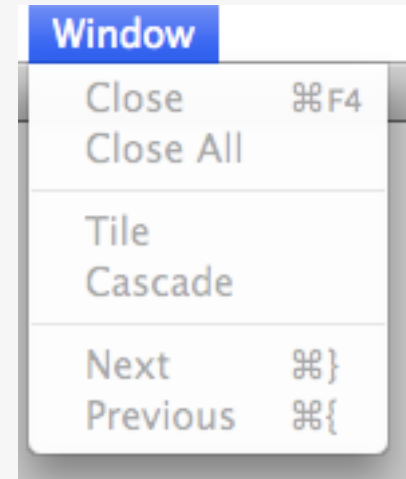 Window
Close ⌘F4
Close All
Tile
Cascade
Next ⌘}
Previous ⌘{